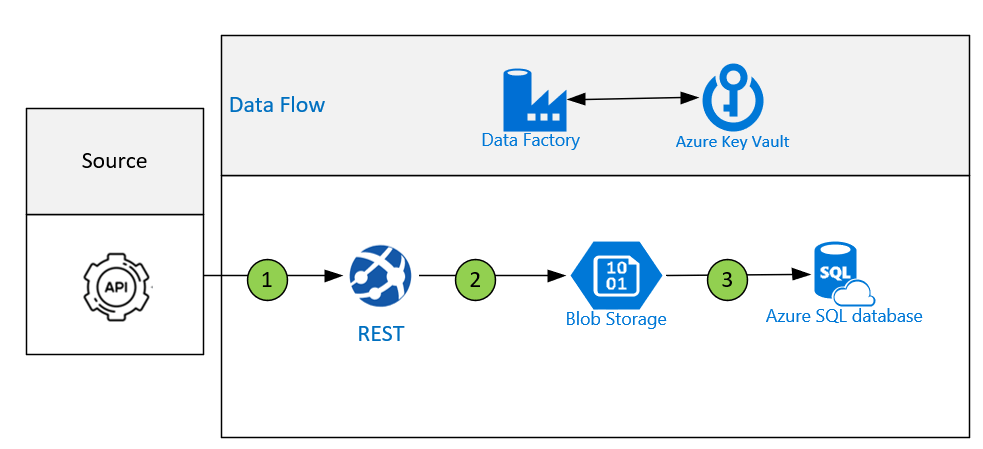 Data Flow
Data Factory
Azure Key Vault
Source
API
1
2
3
10
01
SQL
REST
Blob Storage
Azure SQL database